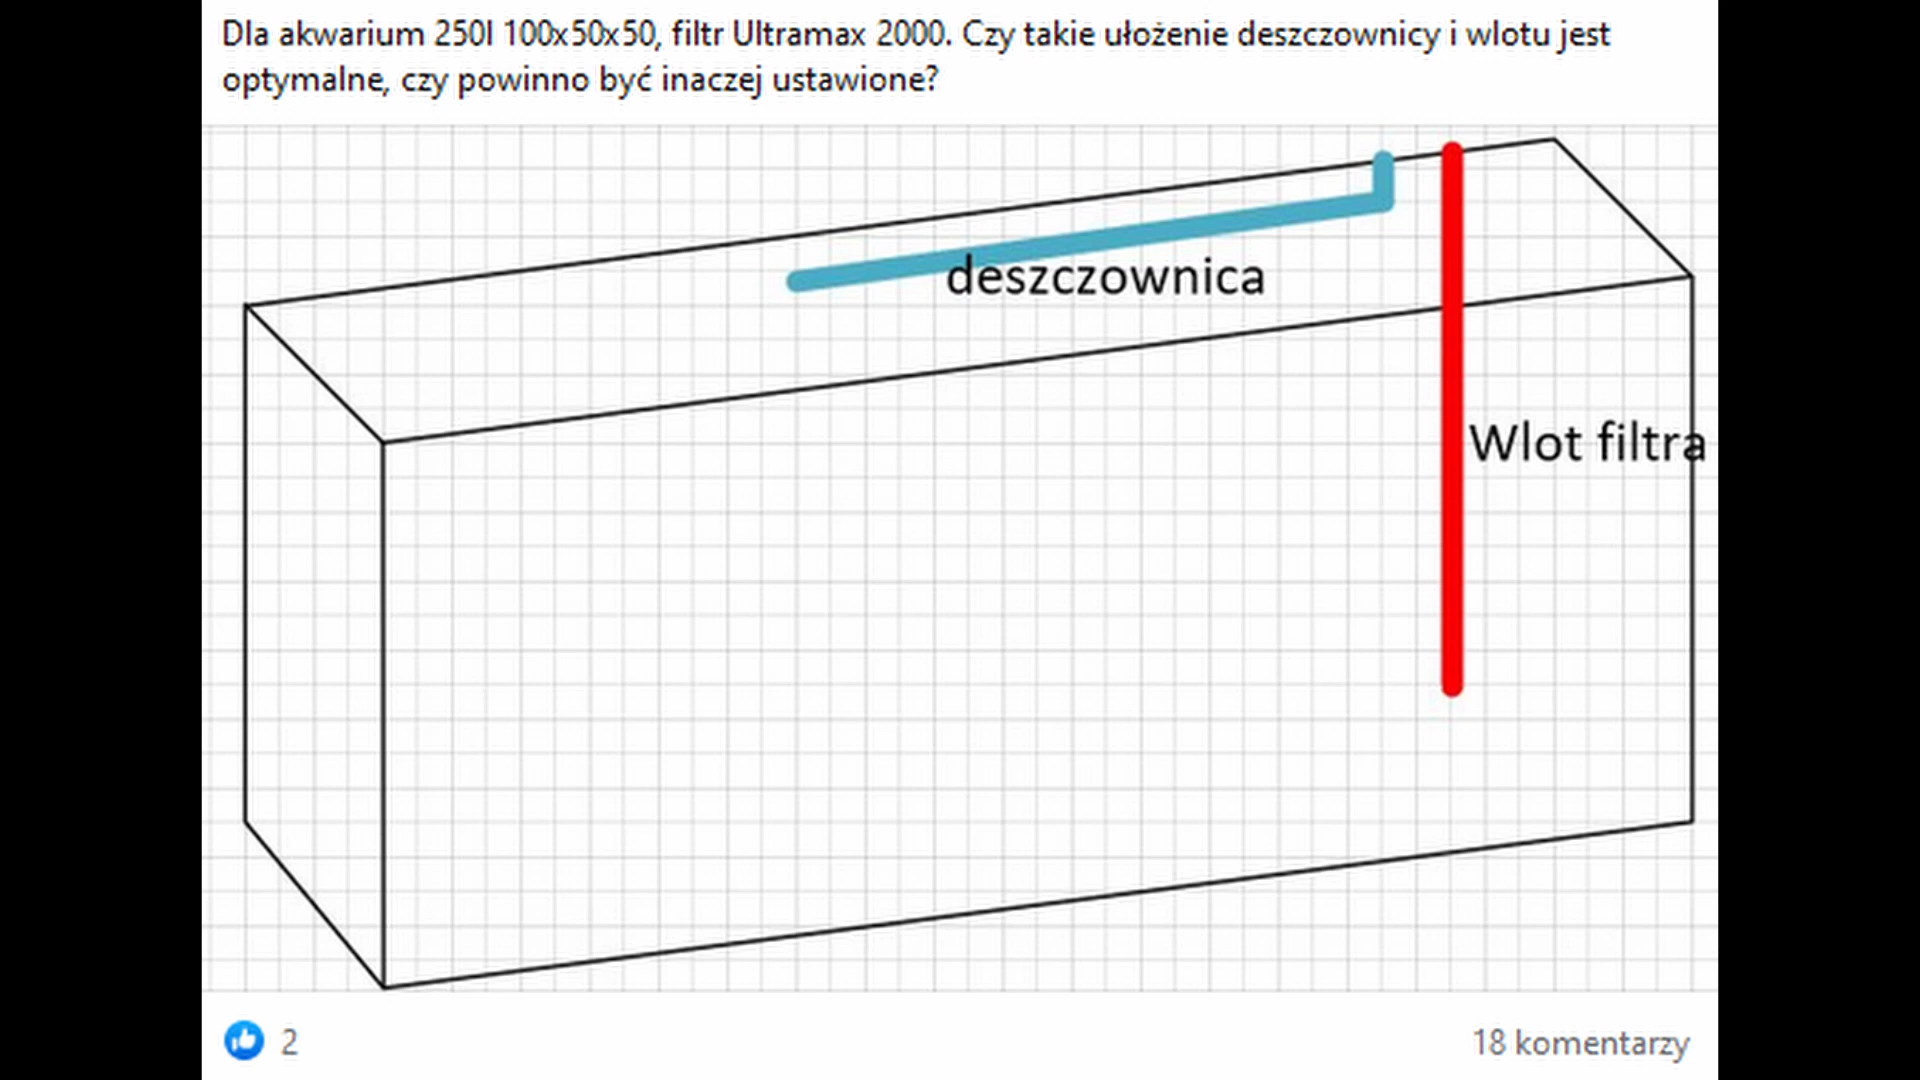 Dla akwarium 250l 100x50x50, filtr Ultramax 2000. Czy takie ułożenie deszczownicy i wlotu jest
optymalne, czy powinno być inaczej ustawione?
deszczownica
Wlot filtra
2
18 komentarzy